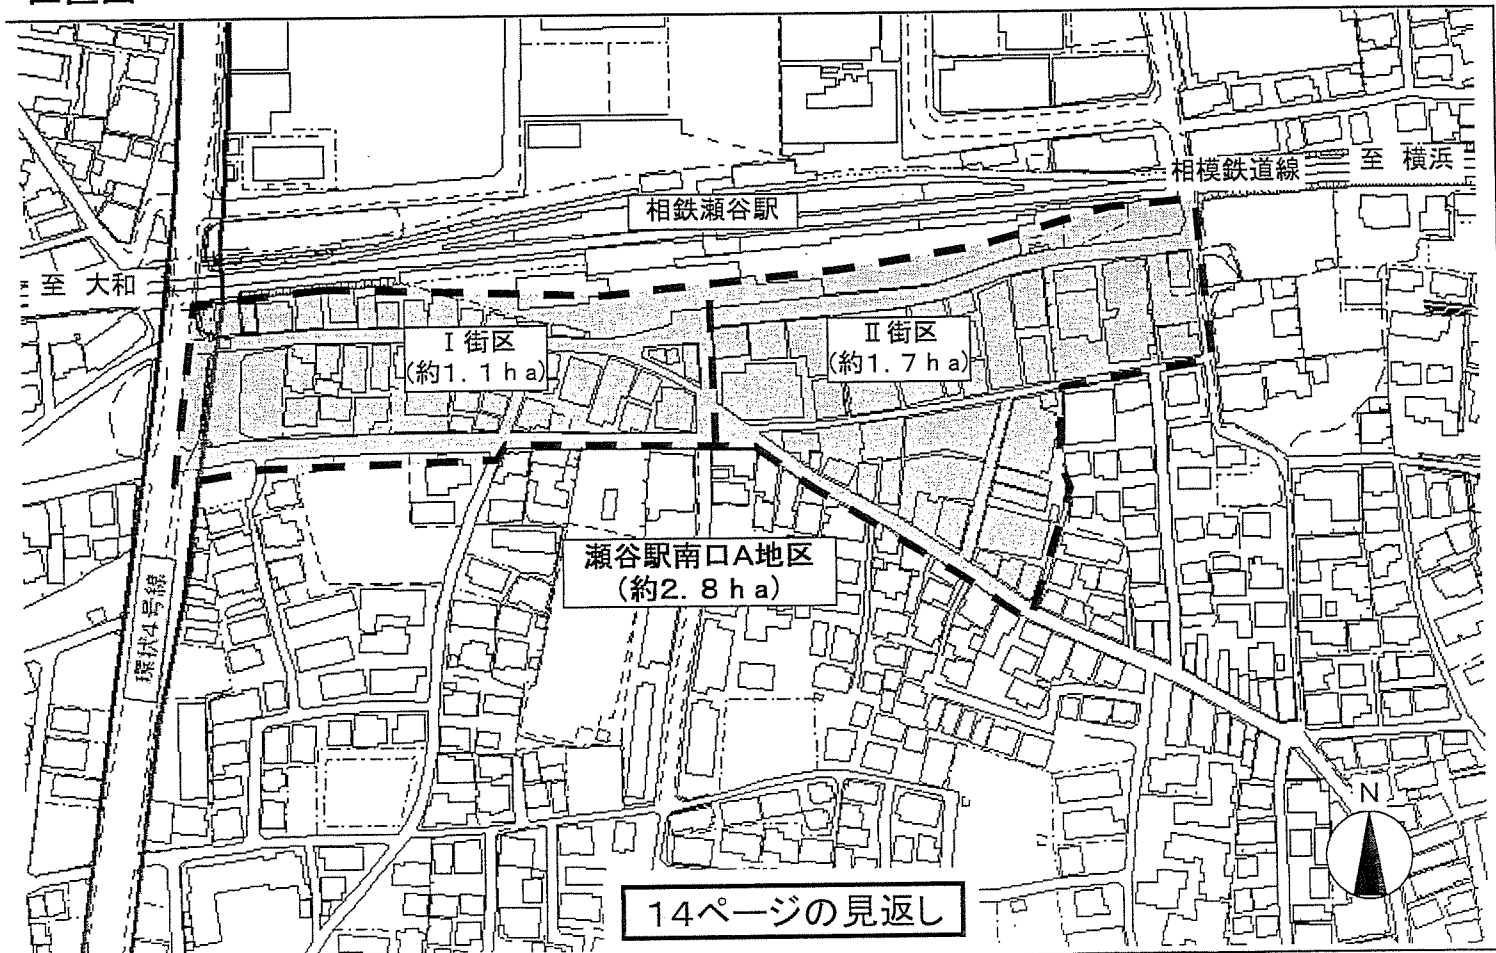 相模鉄道線
至 横浜
相鉄瀬谷駅
至 大和
Ⅰ街区
(約1.1ha)
Ⅱ街区
(約1.7ha)
瀬谷駅南口A地区
(約2.8ha)
環状4号線
N
14ページの見返し